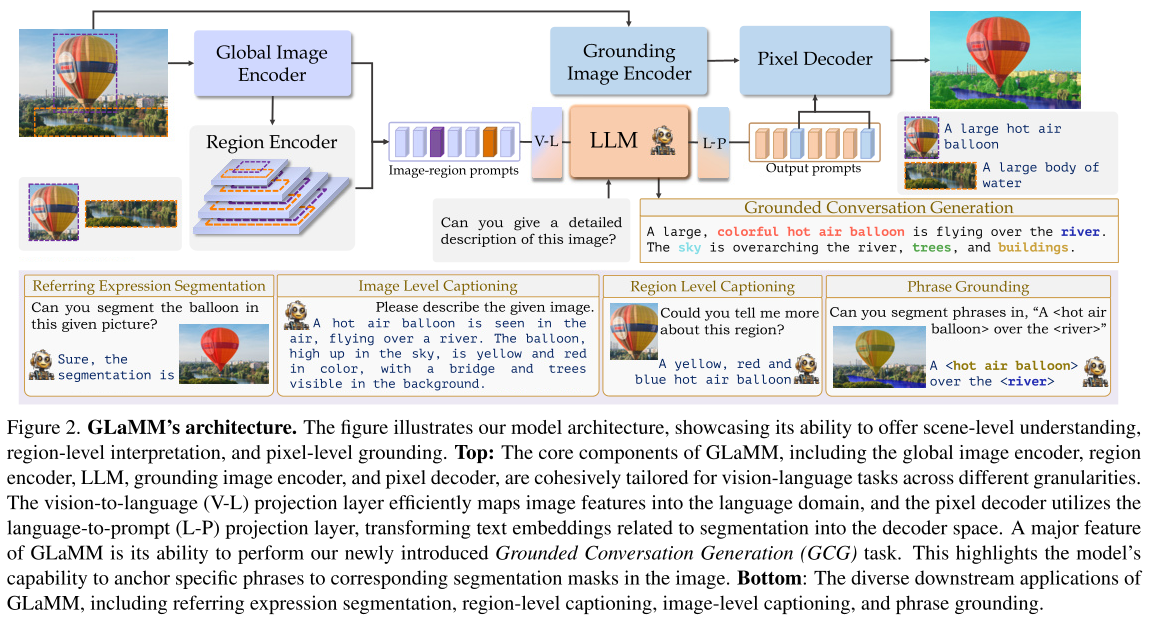 Global Image
Encoder
Grounding
Image Encoder
Pixel Decoder
Region Encoder
Image-region prompts
V-L
LLM
L-P
Output prompts
A large hot air
balloon
A large body of
water
Can you give a detailed
description of this image?
Grounded Conversation Generation
A large, colorful hot air balloon is flying over the river.
The sky is overarching the river, trees, and buildings.
Referring Expression Segmentation
Can you segment the balloon in
this given picture?
Sure, the
segmentation is
Image Level Captioning
Please describe the given image.
A hot air balloon is seen in the
air, flying over a river. The balloon,
high up in the sky, is yellow and red
in color, with a bridge and trees
visible in the background.
Region Level Captioning
Could you tell me more
about this region?
A yellow, red and
blue hot air balloon
Phrase Grounding
Can you segment phrases in, “A <hot air
balloon> over the <river>”
A <hot air balloon>
over the <river>
Figure 2. GLaMM’s architecture. The figure illustrates our model architecture, showcasing its ability to offer scene-level understanding,
region-level interpretation, and pixel-level grounding. Top: The core components of GLaMM, including the global image encoder, region
encoder, LLM, grounding image encoder, and pixel decoder, are cohesively tailored for vision-language tasks across different granularities.
The vision-to-language (V-L) projection layer efficiently maps image features into the language domain, and the pixel decoder utilizes the
language-to-prompt (L-P) projection layer, transforming text embeddings related to segmentation into the decoder space. A major feature
of GLaMM is its ability to perform our newly introduced Grounded Conversation Generation (GCG) task. This highlights the model’s
capability to anchor specific phrases to corresponding segmentation masks in the image. Bottom: The diverse downstream applications of
GLaMM, including referring expression segmentation, region-level captioning, image-level captioning, and phrase grounding.